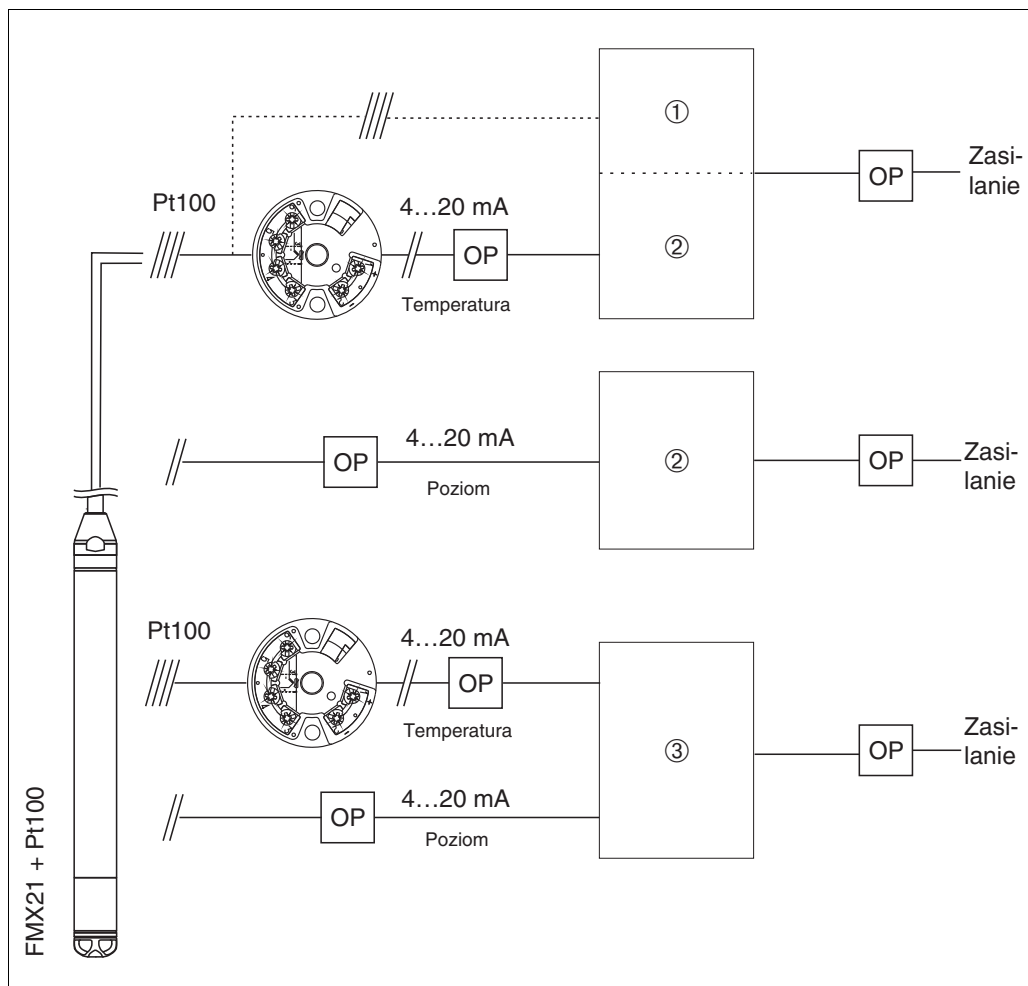 ①
Zasi-
lanie
OP
Pt100
4…20 mA
OP
②
Temperatura
4…20 mA
OP
②
OP
Zasi-
lanie
Poziom
Pt100
4…20 mA
OP
Temperatura
③
OP
Zasi-
lanie
4…20 mA
OP
Poziom
FMX21 + Pt100